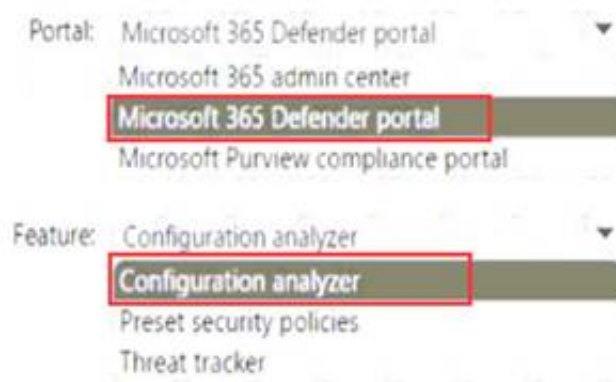 Portal: Microsoft 365 Defender portal
Microsoft 365 admin center
Microsoft 365 Defender portal
Microsoft Purview compliance portal
Feature: Configuration analyzer
Configuration analyzer
Preset security policies
Threat tracker